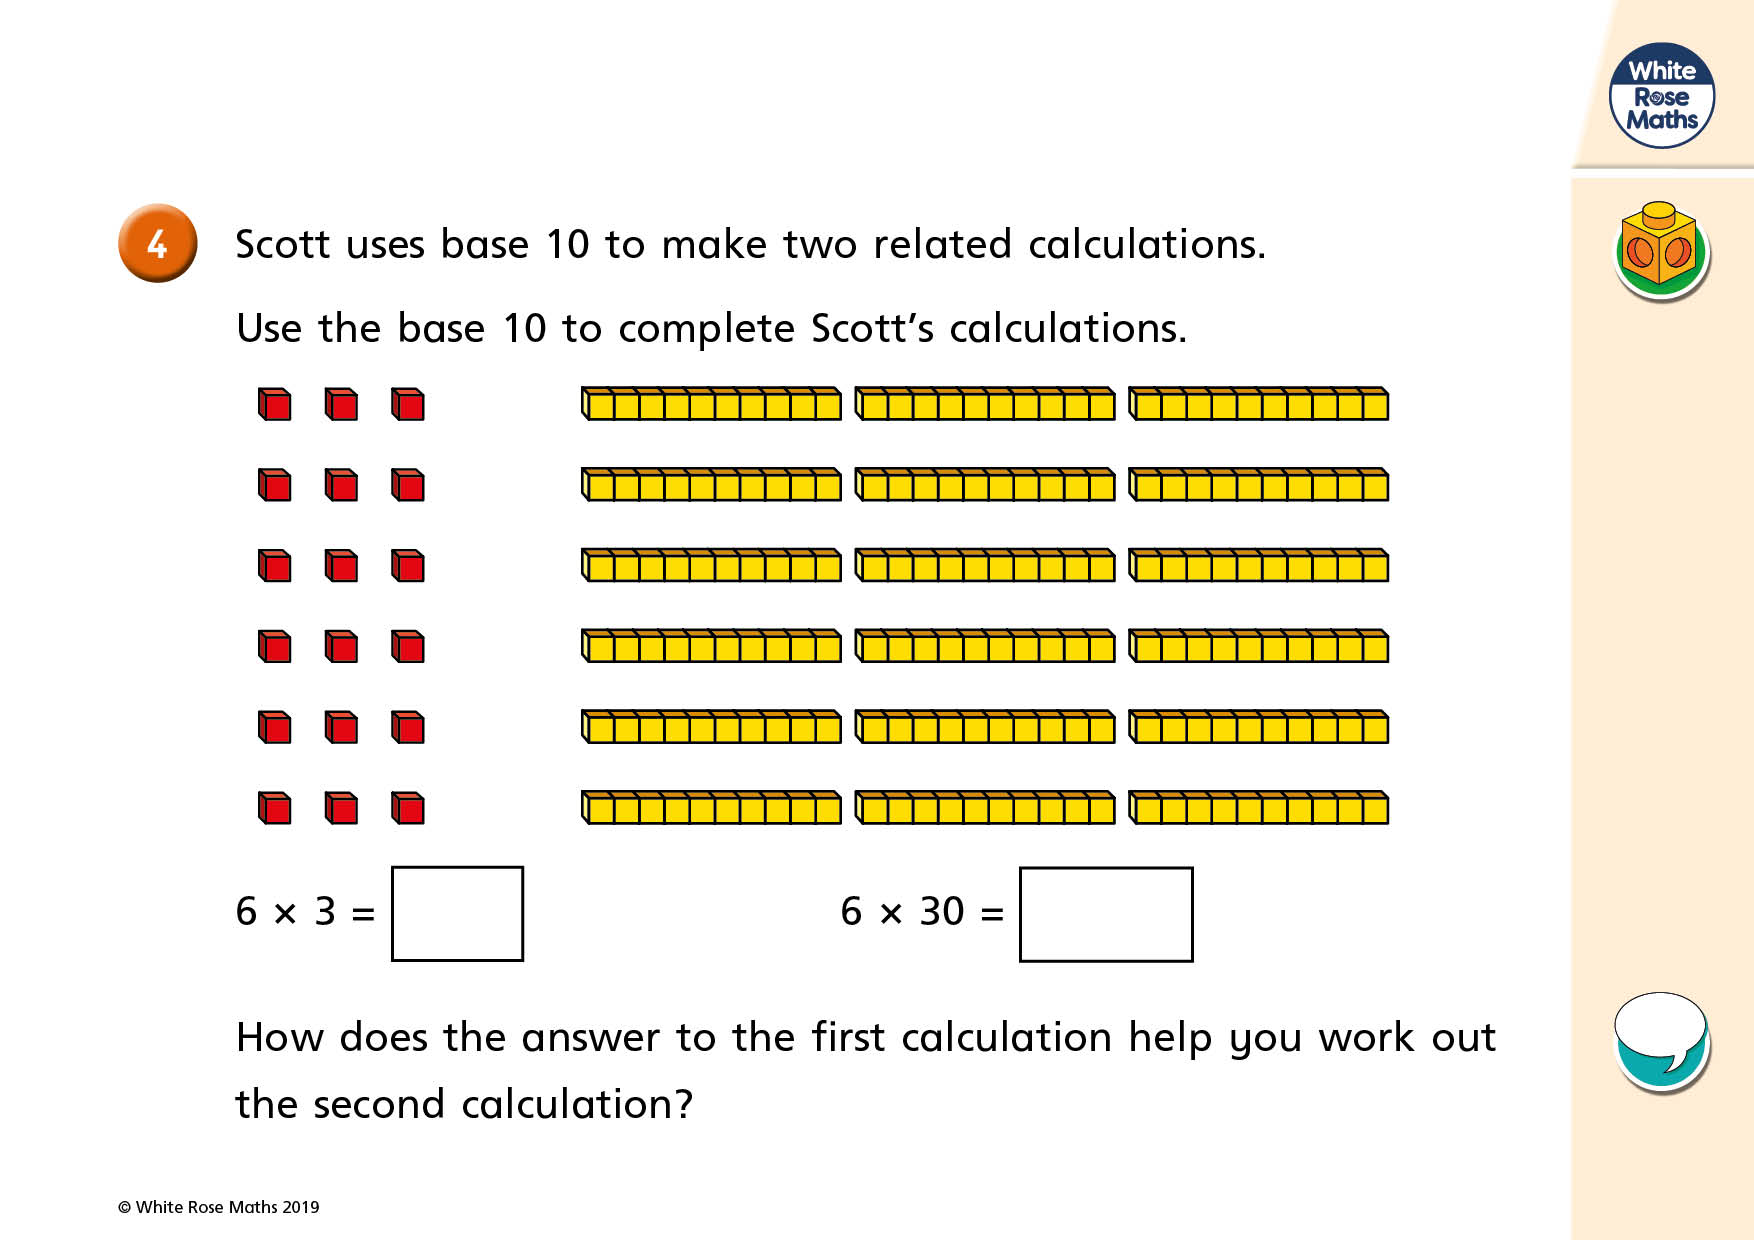 White
Rose
Maths
4
Scott uses base 10 to make two related calculations.
Use the base 10 to complete Scott’s calculations.
6 × 3 =
6 × 30 =
How does the answer to the first calculation help you work out
the second calculation?
© White Rose Maths 2019